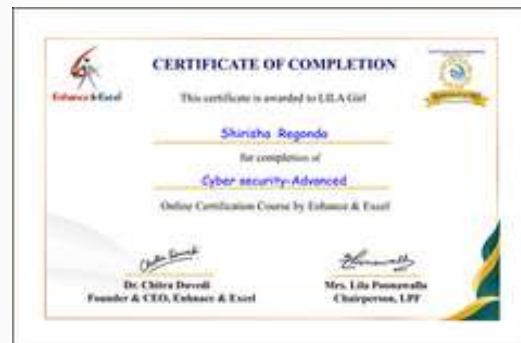 CERTIFICATE OF COMPLETION
Enhance & Excel
This certificate is awarded to LILA Girl
Shirisha Regonda
for completion of
Cyber security-Advanced
Online Certification Course by Enhance & Excel
Dr. Chitra Duvedi
Founder & CEO, Enhnace & Excel
Mrs. Lila Poonawalla
Chairperson, LPF